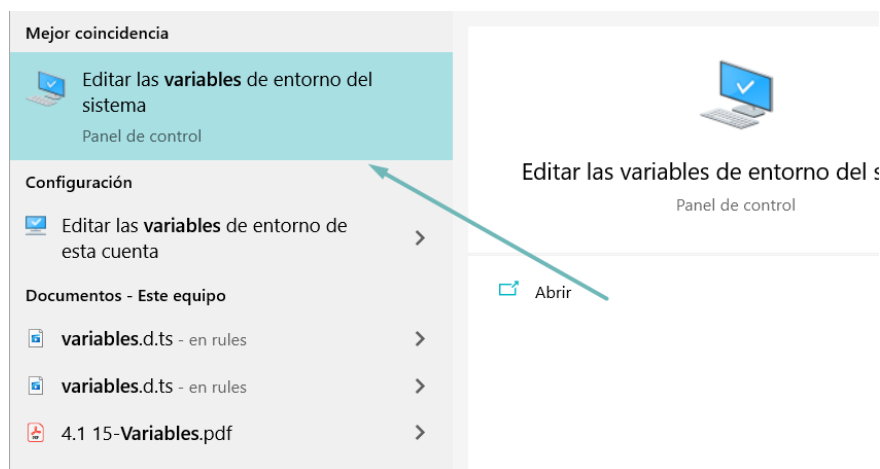 Mejor coincidencia
Editar las variables de entorno del
sistema
Panel de control
Configuración
Editar las variables de entorno de
esta cuenta
Documentos - Este equipo
variables.d.ts - en rules
variables.d.ts - en rules
4.1 15-Variables.pdf
Editar las variables de entorno del s
Panel de control
Abrir